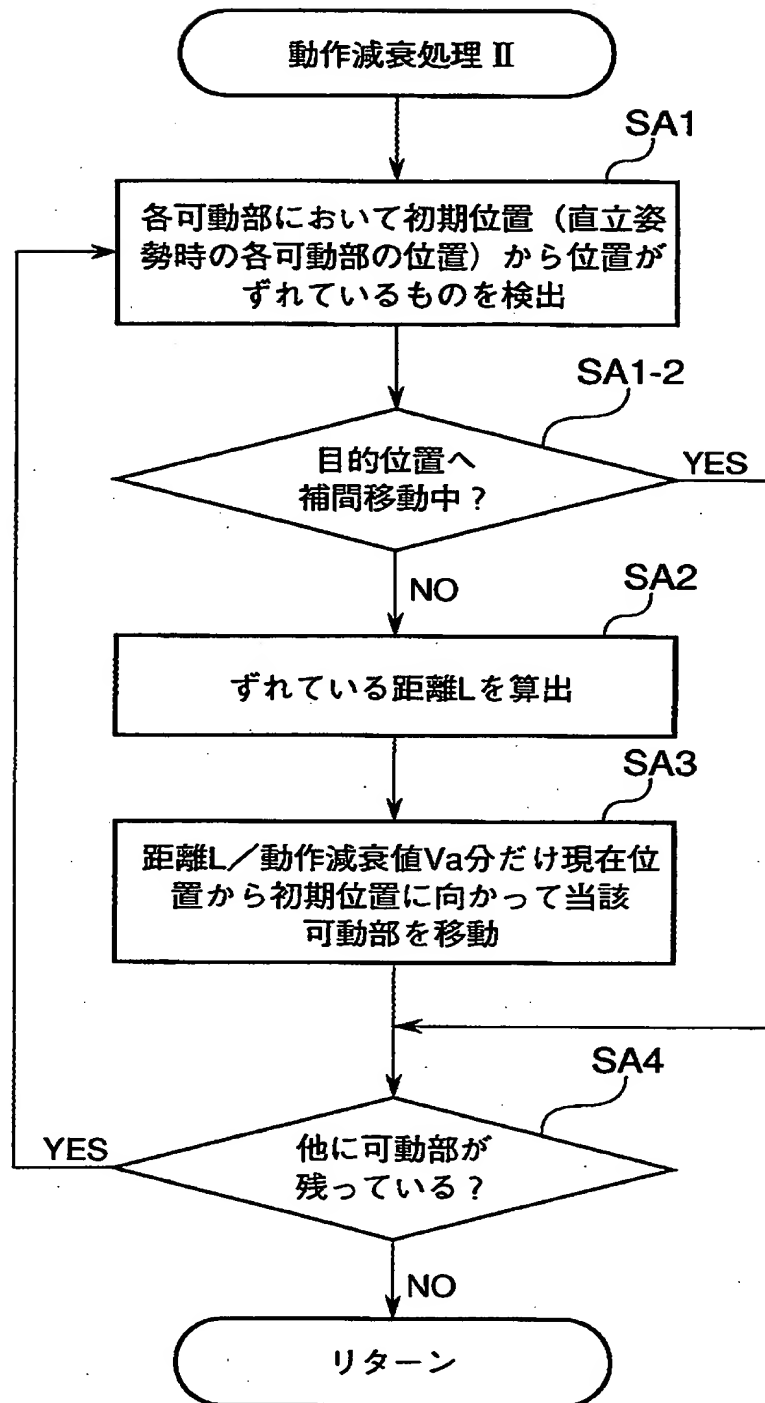 動作減衰処理 Ⅱ
SA1
各可動部において初期位置（直立姿
勢時の各可動部の位置）から位置が
ずれているものを検出
SA1-2
目的位置へ
補間移動中？
YES
NO
SA2
ずれている距離Lを算出
SA3
距離L／動作減衰値Va分だけ現在位
置から初期位置に向かって当該
可動部を移動
SA4
YES
他に可動部が
残っている？
NO
リターン